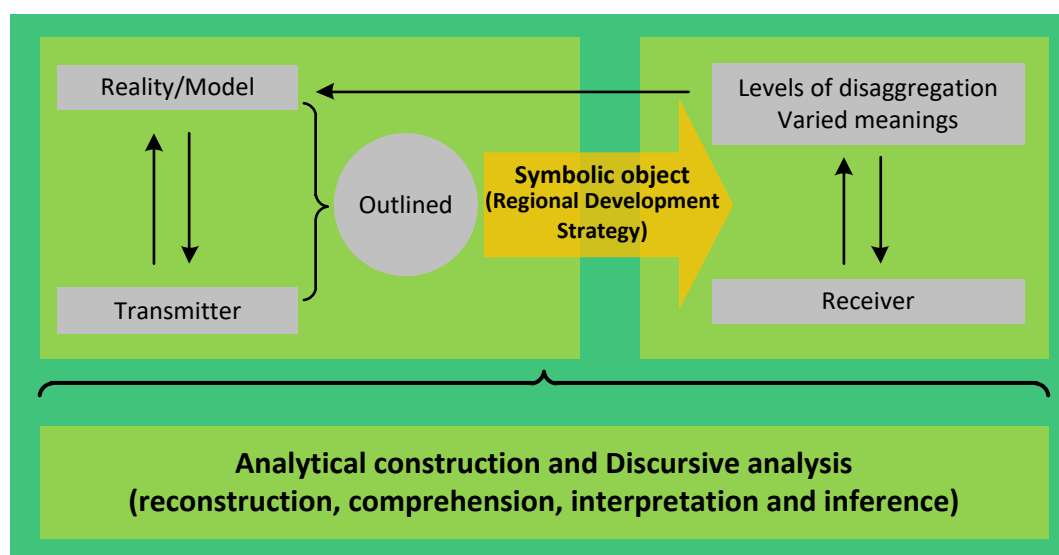 Reality/Model
Transmitter
Outlined
Symbolic object
(Regional Development
Strategy)
Levels of disaggregation
Varied meanings
Receiver
Analytical construction and Discursive analysis
(reconstruction, comprehension, interpretation and inference)